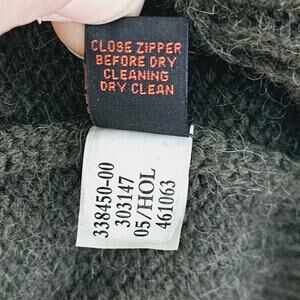 CLOSE ZIPPER
BEFORE DRY
CLEANING
DRY CLEAN
338450-00
303147
05/HOL
461063